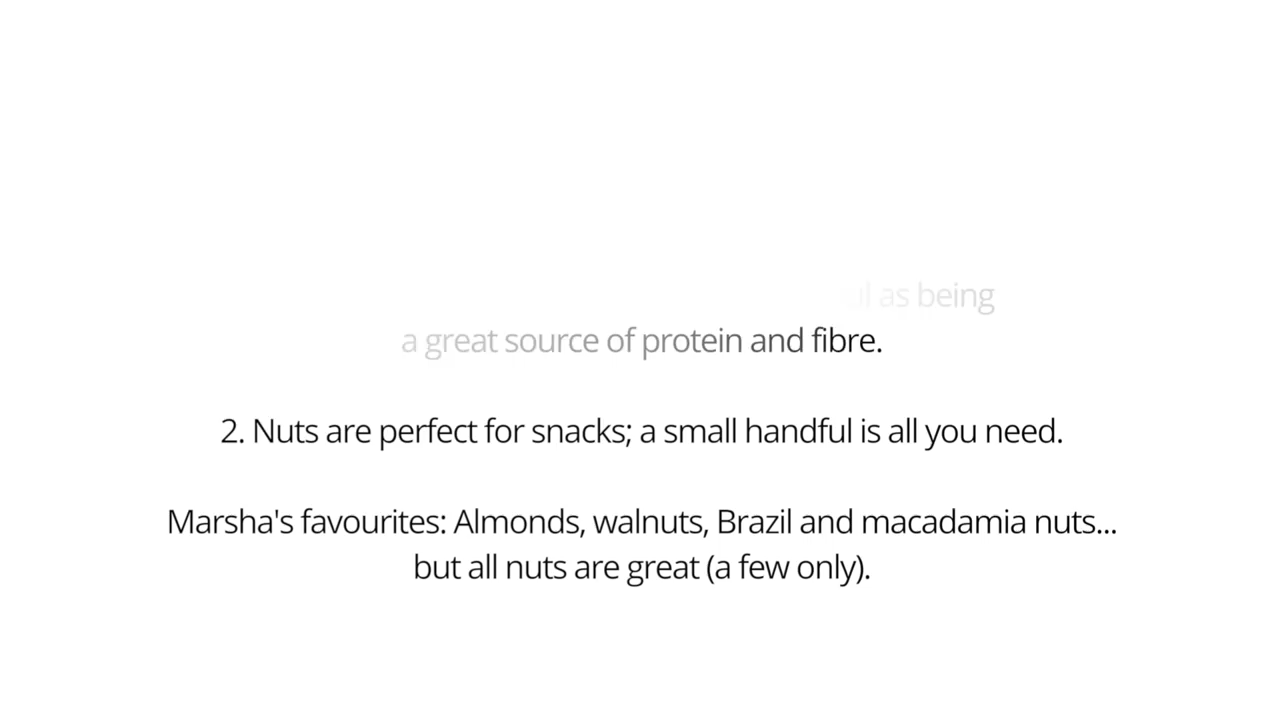 as being
a great source of protein and fibre.
2. Nuts are perfect for snacks; a small handful is all you need.
Marsha's favourites: Almonds, walnuts, Brazil and macadamia nuts...
but all nuts are great (a few only).